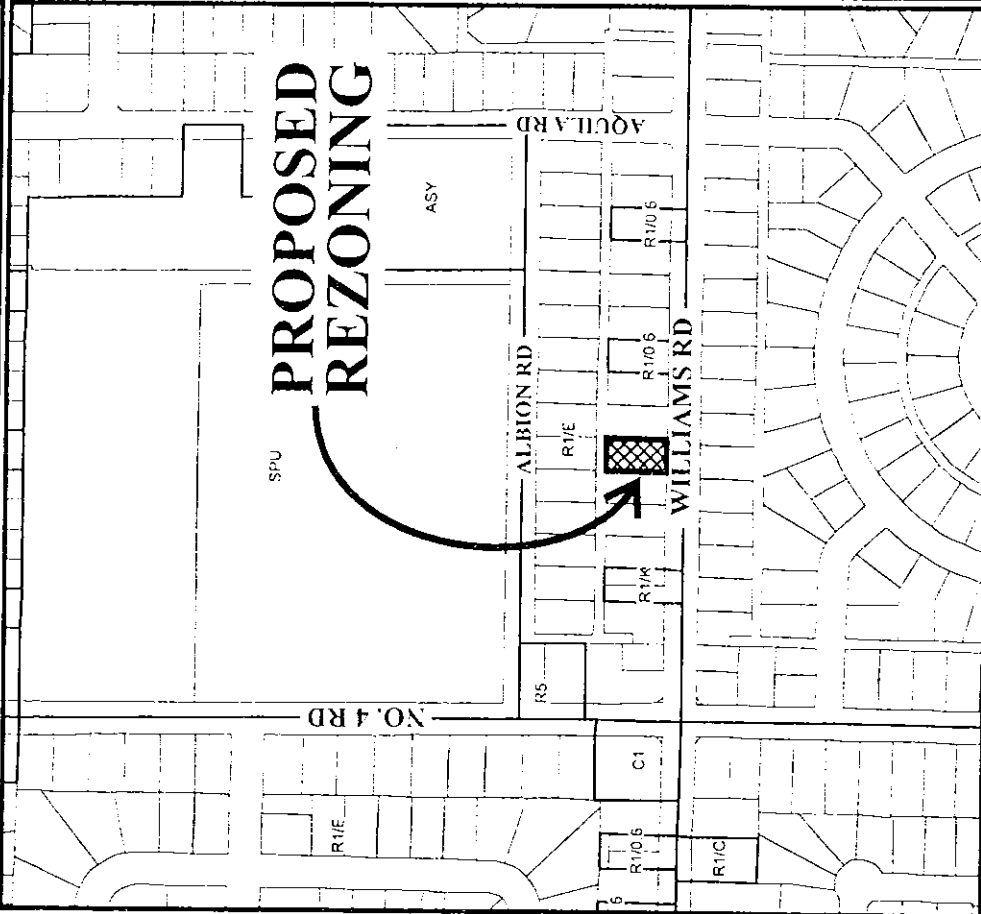 PROPOSED
REZONING
AQUILA RD
ASY
SPU
ALBION RD
R1/E
R1/0.6
R1/0.6
WILLIAMS RD
R1/K
R5
NO. 4 RD
C1
R1/E
R1/0.6
R1/C
6